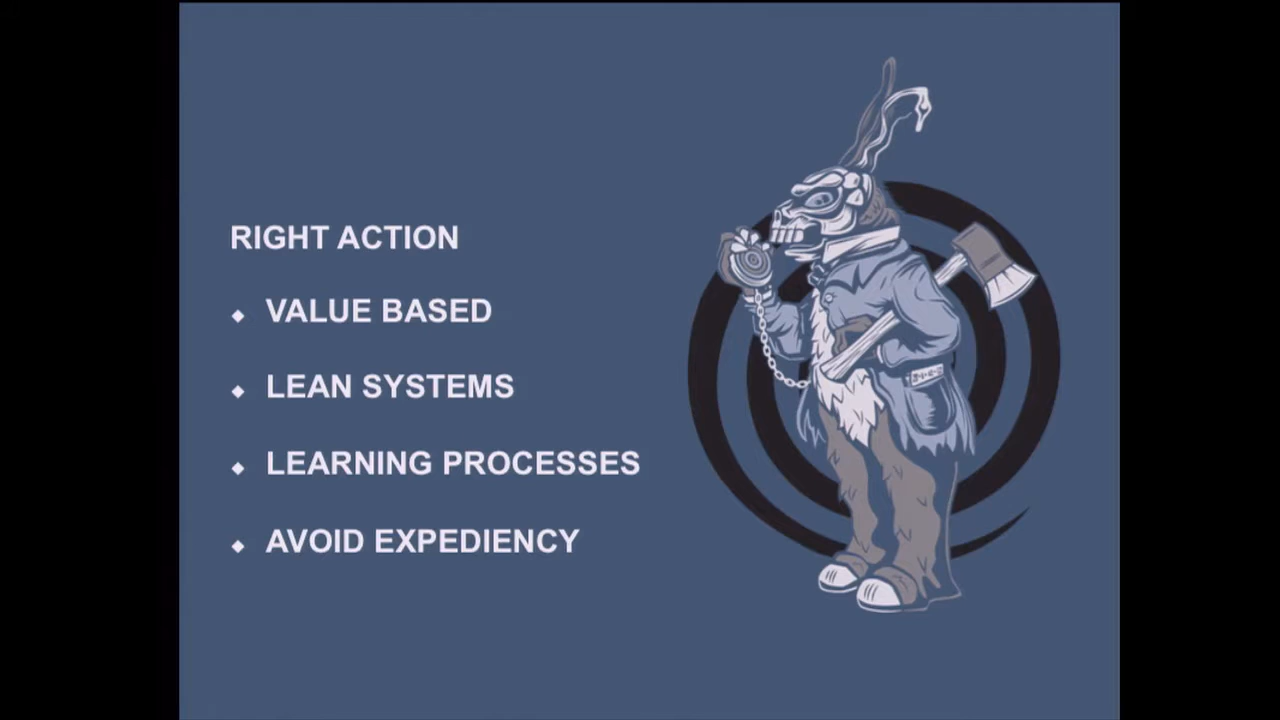 RIGHT ACTION
VALUE BASED
LEAN SYSTEMS
LEARNING PROCESSES
AVOID EXPEDIENCY